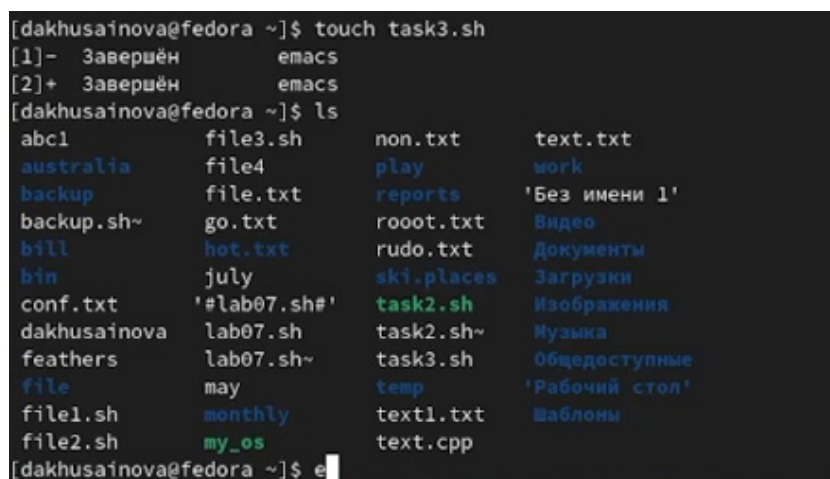 [dakhusainova@fedora ~]$ touch task3.sh
[1]-  Завершён        emacs
[2]+  Завершён        emacs
[dakhusainova@fedora ~]$ ls
abc1 file3.sh non.txt text.txt
australia file4 play work
backup file.txt reports 'Без имени 1'
backup.sh~ go.txt rooot.txt Видео
bill hot.txt rudo.txt Документы
bin july ski.places Загрузки
conf.txt '#lab07.sh#' task2.sh Изображения
dakhusainova lab07.sh task2.sh~ Музыка
feathers lab07.sh~ task3.sh Общедоступные
file may temp 'Рабочий стол'
file1.sh monthly text1.txt Шаблоны
file2.sh my_os text.cpp
[dakhusainova@fedora ~]$ e